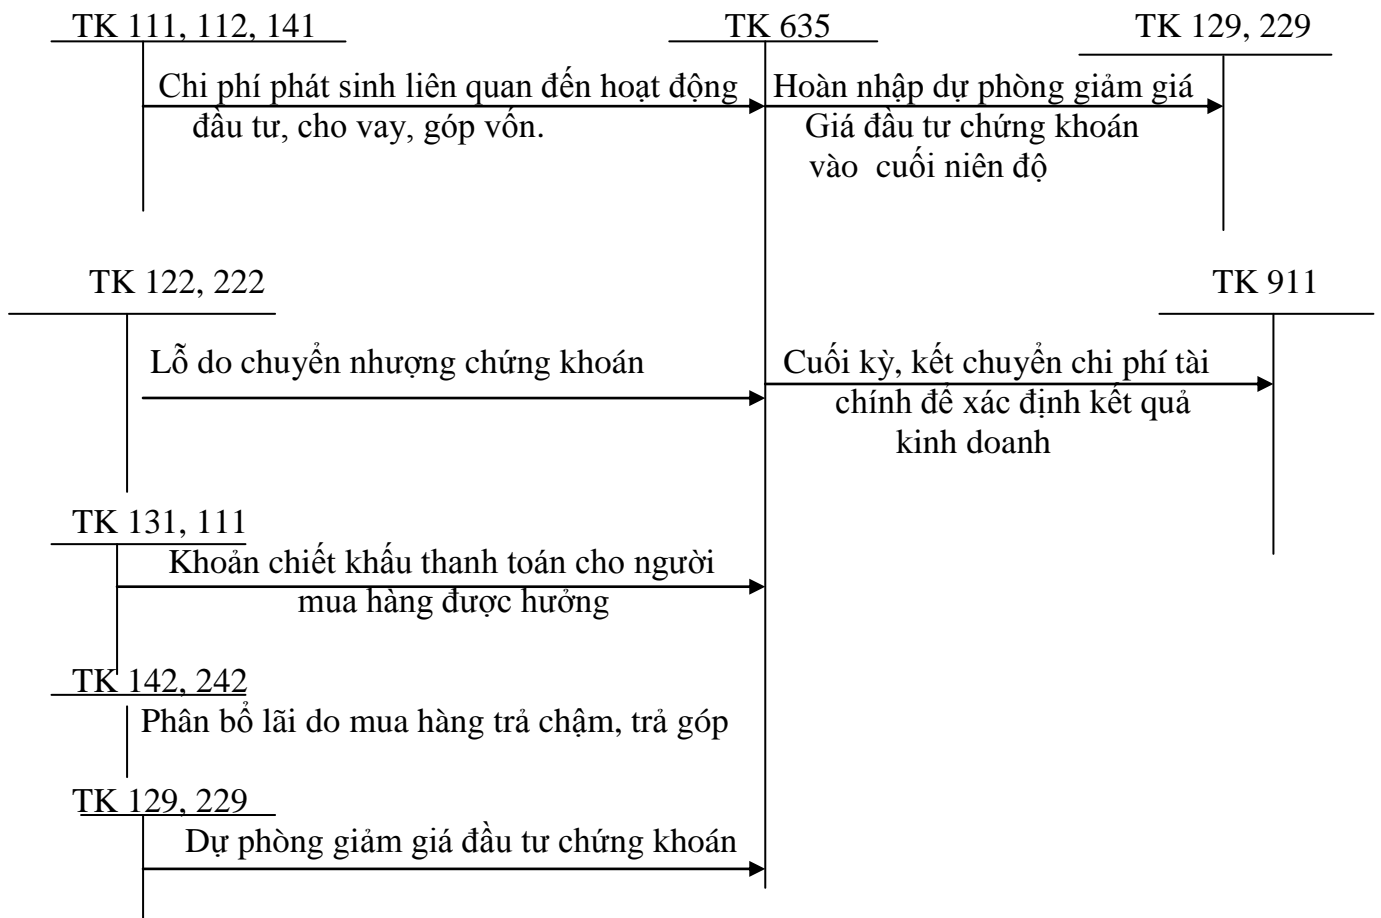 TK 111, 112, 141
TK 635
TK 129, 229
Chi phí phát sinh liên quan đến hoạt động
đầu tư, cho vay, góp vốn.
Hoàn nhập dự phòng giảm giá
Giá đầu tư chứng khoán
vào cuối niên độ
TK 122, 222
TK 911
Lỗ do chuyển nhượng chứng khoán
Cuối kỳ, kết chuyển chi phí tài
chính để xác định kết quả
kinh doanh
TK 131, 111
Khoản chiết khấu thanh toán cho người
mua hàng được hưởng
TK 142, 242
Phân bổ lãi do mua hàng trả chậm, trả góp
TK 129, 229
Dự phòng giảm giá đầu tư chứng khoán